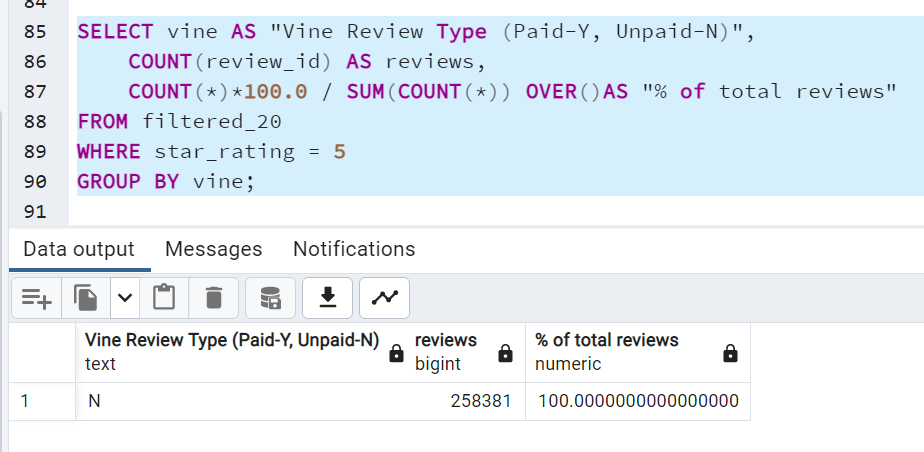 84
85 SELECT vine AS "Vine Review Type (Paid-Y, Unpaid-N)",
86 COUNT(review_id) AS reviews,
87 COUNT(*)*100.0 / SUM(COUNT(*)) OVER()AS "% of total reviews"
88 FROM filtered_20
89 WHERE star_rating = 5
90 GROUP BY vine;
91
Data output Messages Notifications
Vine Review Type (Paid-Y, Unpaid-N) reviews % of total reviews
text bigint numeric
1 N 258381 100.0000000000000000